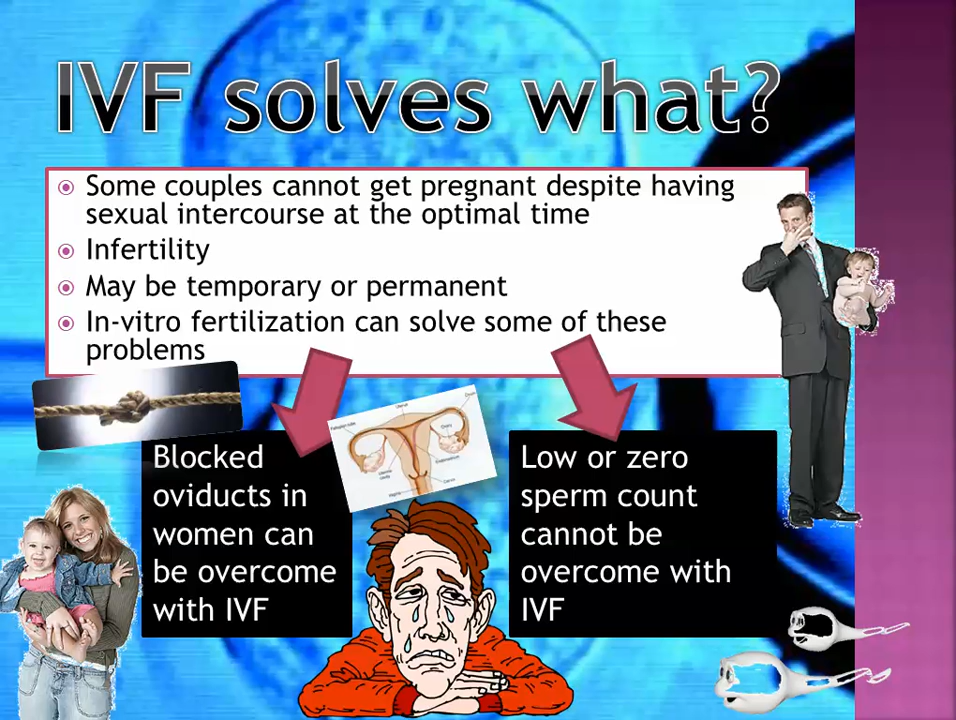 IVF solves what?
Some couples cannot get pregnant despite having
sexual intercourse at the optimal time
Infertility
May be temporary or permanent
In-vitro fertilization can solve some of these
problems
Blocked
oviducts in
women can
be overcome
with IVF
Low or zero
sperm count
cannot be
overcome with
IVF